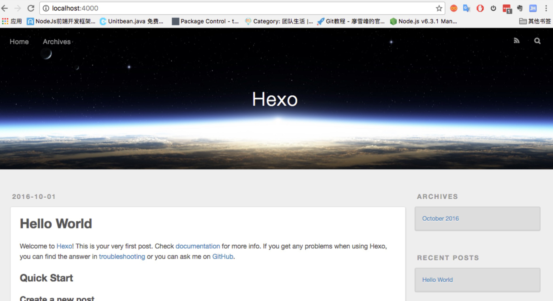 localhost:4000
应用
NodeJs前端开发框架...
Unitbean.java 免费...
Package Control - t...
Category: 团队生活 | ...
Git教程 - 廖雪峰的官...
Node.js v6.3.1 Man...
其他书签
Home
Archives
Hexo
2016-10-01
Hello World
Welcome to Hexo! This is your very first post. Check documentation for more info. If you get any problems when using Hexo,
you can find the answer in troubleshooting or you can ask me on GitHub.
Quick Start
Create a new post
ARCHIVES
October 2016
RECENT POSTS
Hello World